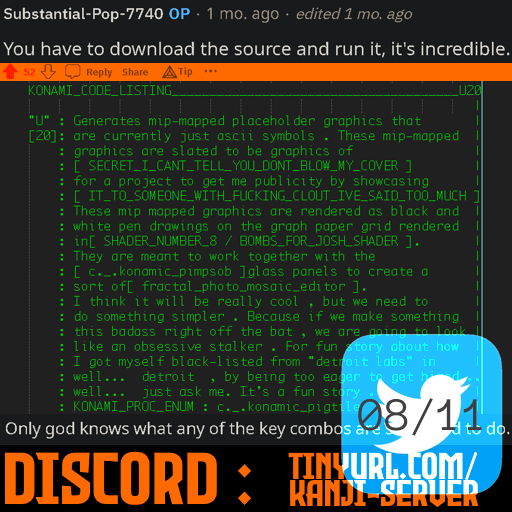 Substantial-Pop-7740 OP · 1 mo. ago · edited 1 mo. ago
You have to download the source and run it, it's incredible.
52 Reply Share Tip ···
KONAMI_CODE_LISTING___________________________________U20
"U" : Generates mip-mapped placeholder graphics that
[20]: are currently just ascii symbols . These mip-mapped
: graphics are slated to be graphics of
: [ SECRET_I_CANT_TELL_YOU_DONT_BLOW_MY_COVER ]
: for a project to get me publicity by showcasing
: [ IT_TO_SOMEONE_WITH_FUCKING_CLOUT_IVE_SAID_TOO_MUCH ]
: These mip mapped graphics are rendered as black and
: white pen drawings on the graph paper grid rendered
: in[ SHADER_NUMBER_8 / BOMBS_FOR_JOSH_SHADER ].
: They are meant to work together with the
: [ c._.konamic_pimpsob ]glass panels to create a
: sort of[ fractal_photo_mosaic_editor ].
: I think it will be really cool , but we need to
: do something simpler . Because if we make something
: this badass right off the bat , we are going to look
: like an obsessive stalker . For fun story about how
: I got myself black-listed from "detroit labs" in
: well... detroit , by being too eager to get
: well... just ask me. It's a fun story
: KONAMI_PROC_ENUM : c._.konamic_pigtle
08/11
Only god knows what any of the key combos are to do.
DISCORD : TINYURL.COM/
KANJI-SERVER